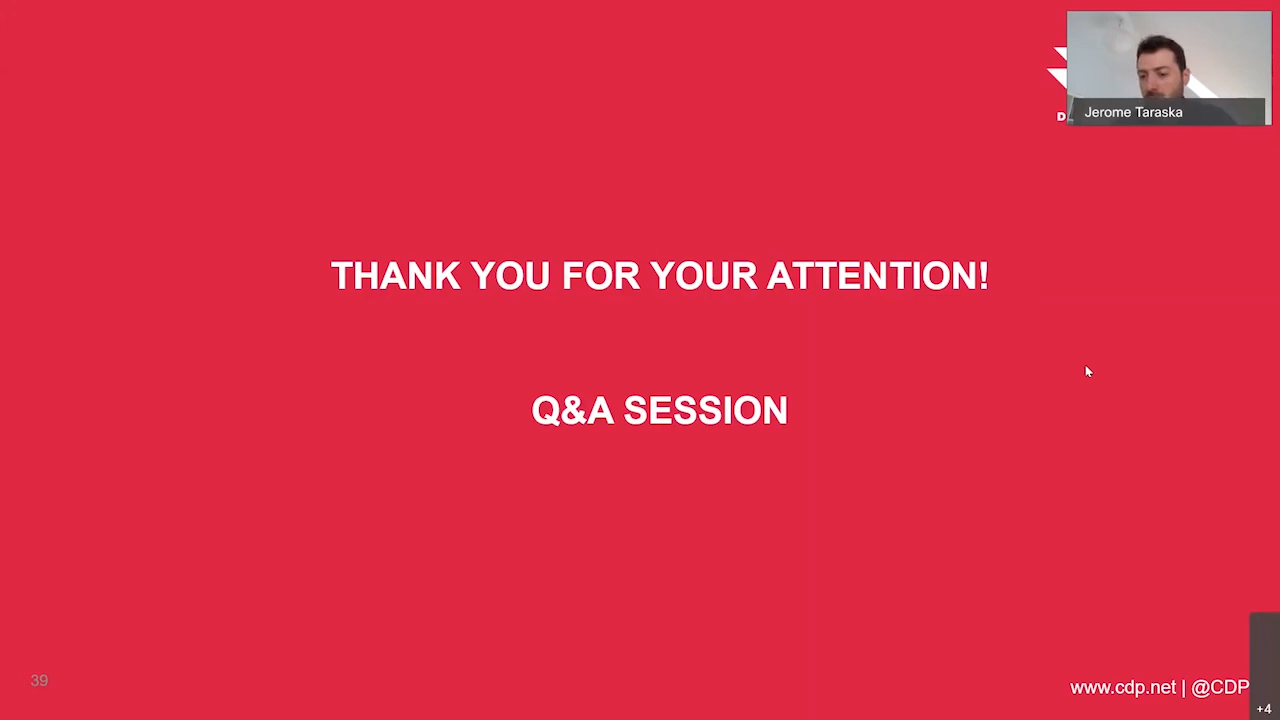 D
Jerome Taraska
THANK YOU FOR YOUR ATTENTION!
Q&A SESSION
39
www.cdp.net | @CDP
+4